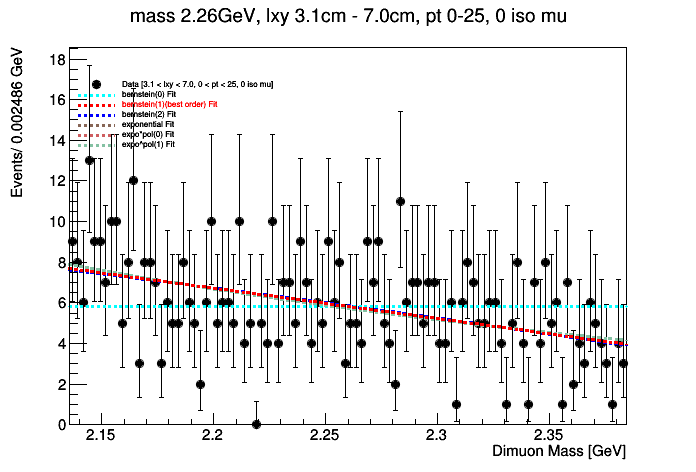 mass 2.26GeV, lxy 3.1cm - 7.0cm, pt 0-25, 0 iso mu
Events/ 0.002486 GeV
18
16
14
12
10
8
6
4
2
0
Data [3.1 < lxy < 7.0, 0 < pt < 25, 0 iso mu]
bernstein(0) Fit
bernstein(1)(best order) Fit
bernstein(2) Fit
exponential Fit
expo*pol(0) Fit
expo*pol(1) Fit
2.15 2.2 2.25 2.3 2.35
Dimuon Mass [GeV]